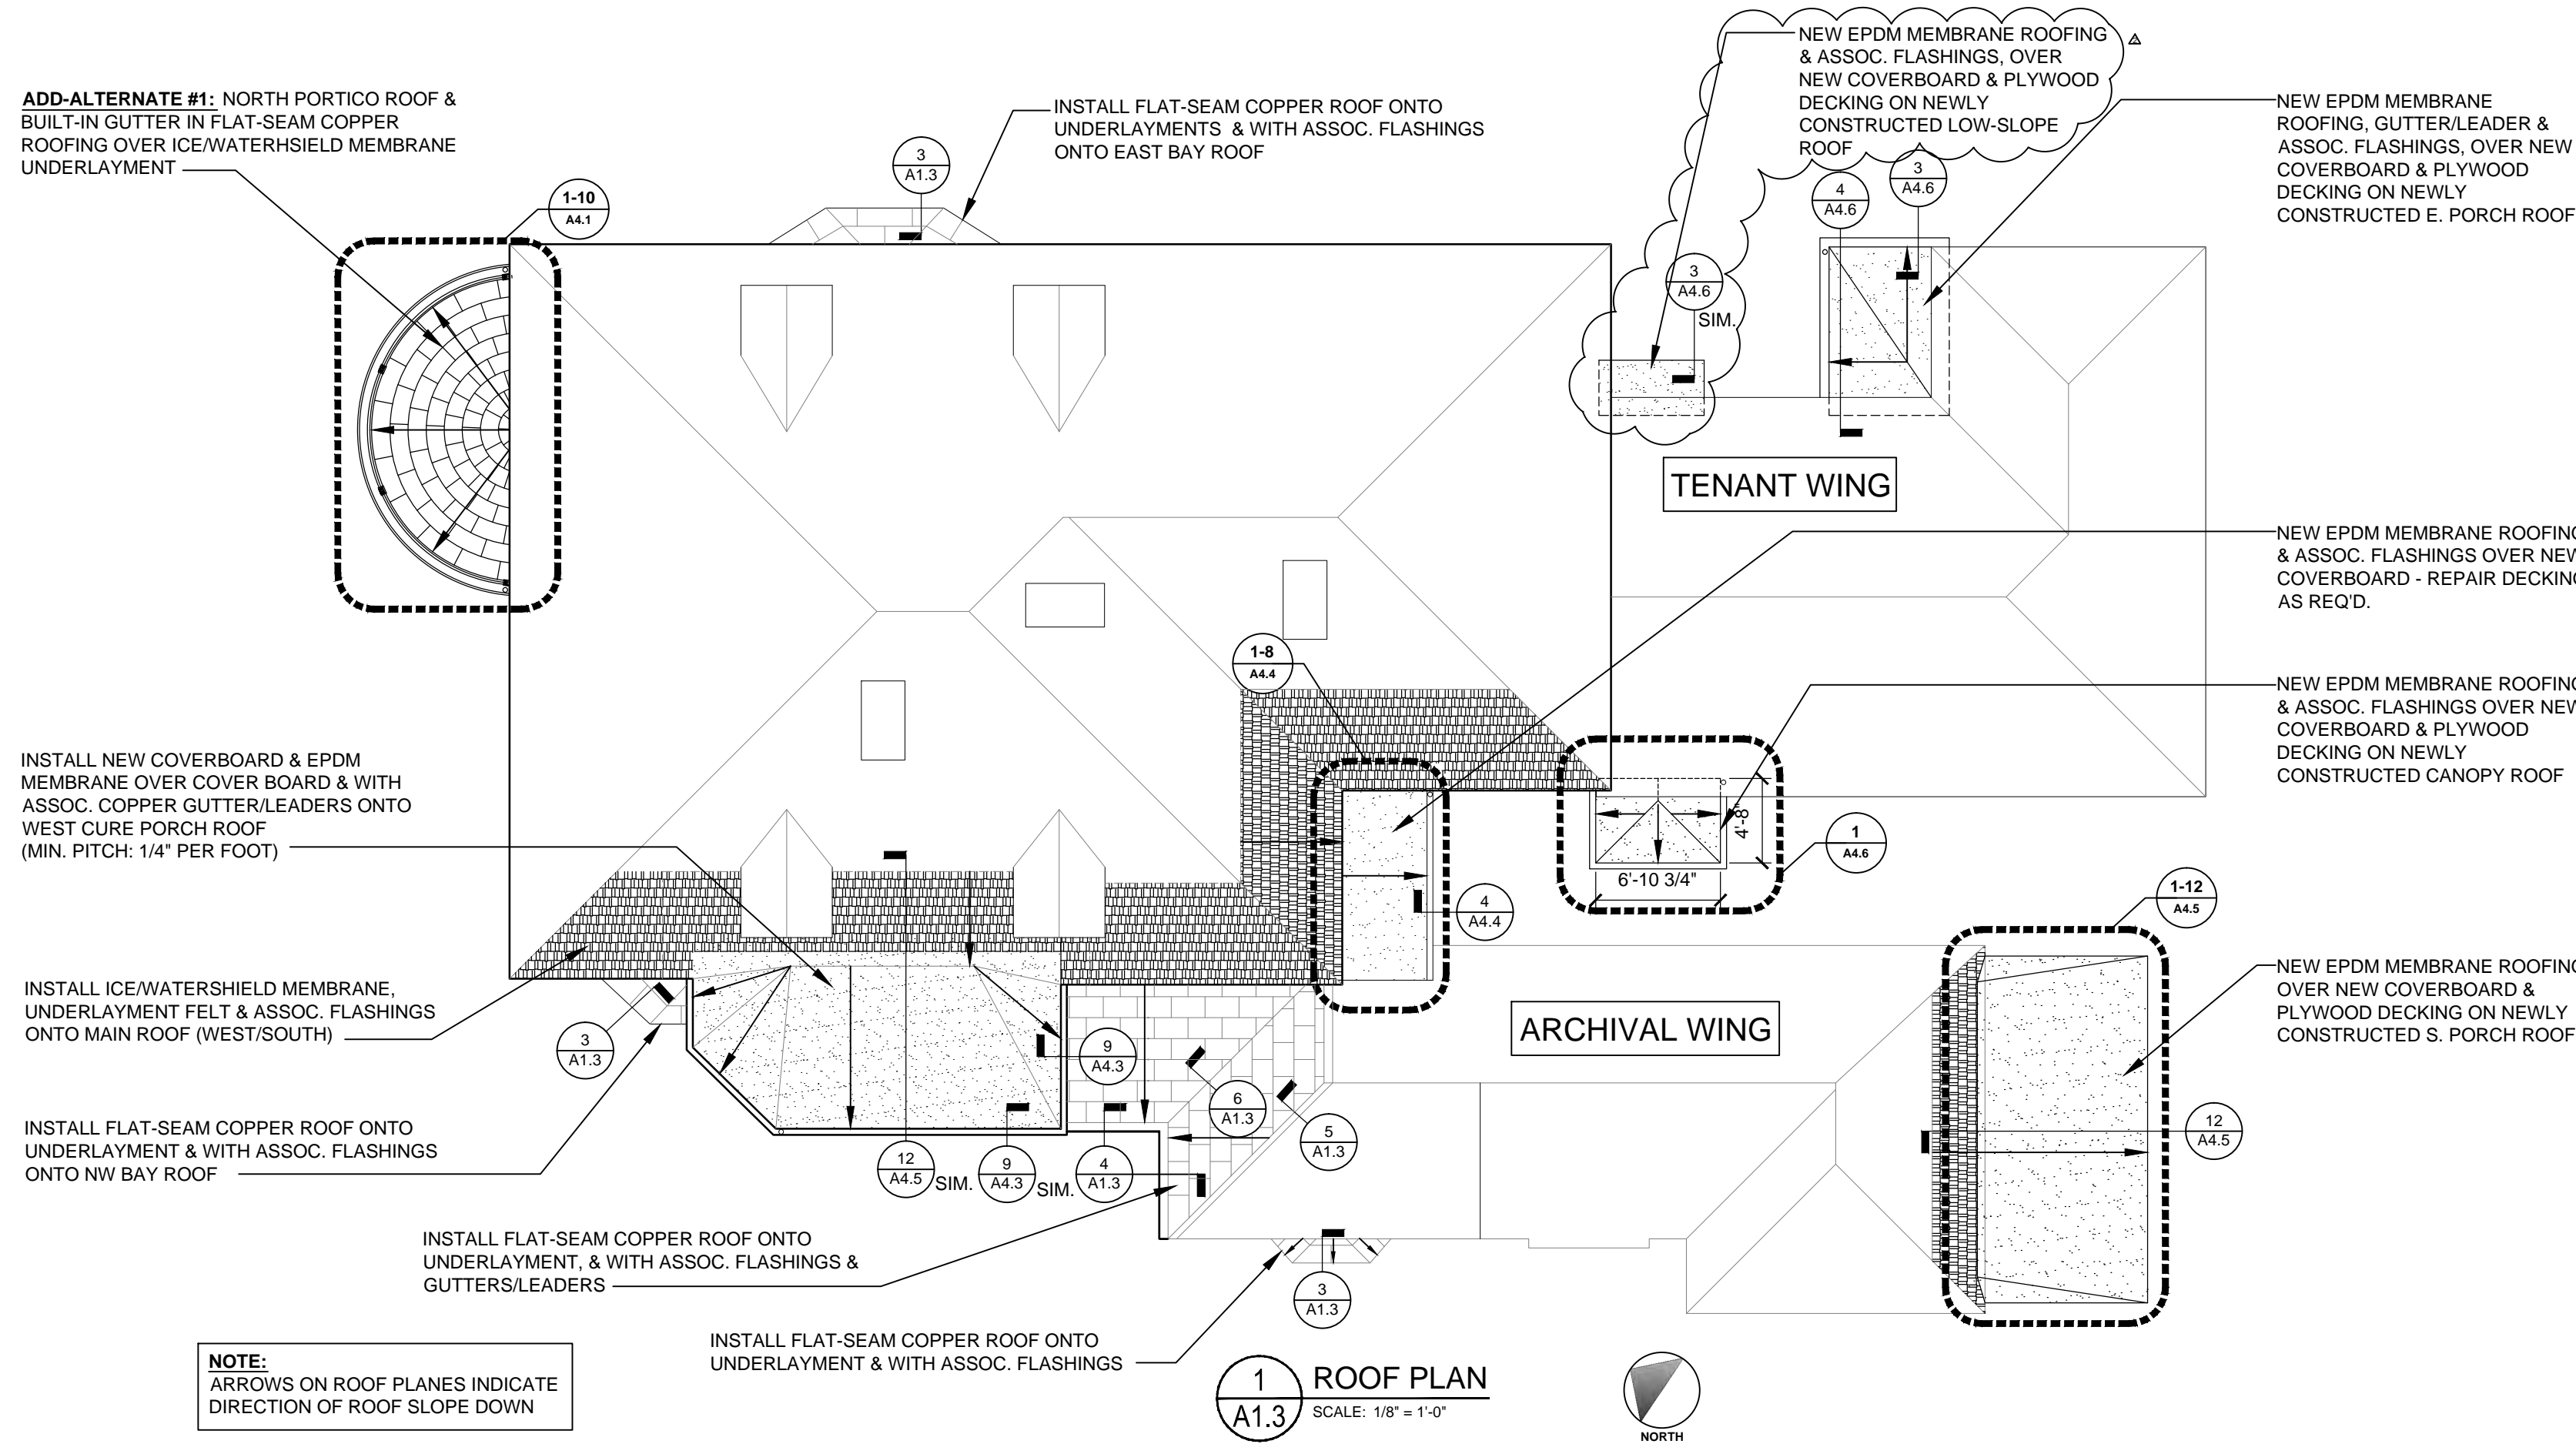 NEW EPDM MEMBRANE ROOFING
& ASSOC. FLASHINGS, OVER
NEW COVERBOARD & PLYWOOD
DECKING ON NEWLY
CONSTRUCTED LOW-SLOPE
ROOF
ADD-ALTERNATE #1: NORTH PORTICO ROOF &
BUILT-IN GUTTER IN FLAT-SEAM COPPER
ROOFING OVER ICE/WATERHSIELD MEMBRANE
UNDERLAYMENT
INSTALL FLAT-SEAM COPPER ROOF ONTO
UNDERLAYMENTS & WITH ASSOC. FLASHINGS
ONTO EAST BAY ROOF
NEW EPDM MEMBRANE
ROOFING, GUTTER/LEADER &
ASSOC. FLASHINGS, OVER NEW
COVERBOARD & PLYWOOD
DECKING ON NEWLY
CONSTRUCTED E. PORCH ROOF
3
A1.3
1-10
A4.1
4
A4.6
3
A4.6
3
A4.6
SIM.
TENANT WING
NEW EPDM MEMBRANE ROOFING
& ASSOC. FLASHINGS OVER NEW
COVERBOARD - REPAIR DECKING
AS REQ'D.
1-8
A4.4
NEW EPDM MEMBRANE ROOFING
& ASSOC. FLASHINGS OVER NEW
COVERBOARD & PLYWOOD
DECKING ON NEWLY
CONSTRUCTED CANOPY ROOF
INSTALL NEW COVERBOARD & EPDM
MEMBRANE OVER COVER BOARD & WITH
ASSOC. COPPER GUTTER/LEADERS ONTO
WEST CURE PORCH ROOF
(MIN. PITCH: 1/4" PER FOOT)
4'-8"
6'-10 3/4"
1
A4.6
4
A4.4
1-12
A4.5
INSTALL ICE/WATERSHIELD MEMBRANE,
UNDERLAYMENT FELT & ASSOC. FLASHINGS
ONTO MAIN ROOF (WEST/SOUTH)
NEW EPDM MEMBRANE ROOFING
OVER NEW COVERBOARD &
PLYWOOD DECKING ON NEWLY
CONSTRUCTED S. PORCH ROOF
ARCHIVAL WING
3
A1.3
9
A4.3
6
A1.3
5
A1.3
12
A4.5
INSTALL FLAT-SEAM COPPER ROOF ONTO
UNDERLAYMENT & WITH ASSOC. FLASHINGS
ONTO NW BAY ROOF
12
A4.5
SIM.
9
A4.3
SIM.
4
A1.3
INSTALL FLAT-SEAM COPPER ROOF ONTO
UNDERLAYMENT, & WITH ASSOC. FLASHINGS &
GUTTERS/LEADERS
3
A1.3
INSTALL FLAT-SEAM COPPER ROOF ONTO
UNDERLAYMENT & WITH ASSOC. FLASHINGS
NOTE:
ARROWS ON ROOF PLANES INDICATE
DIRECTION OF ROOF SLOPE DOWN
1
A1.3
ROOF PLAN
SCALE: 1/8" = 1'-0"
NORTH